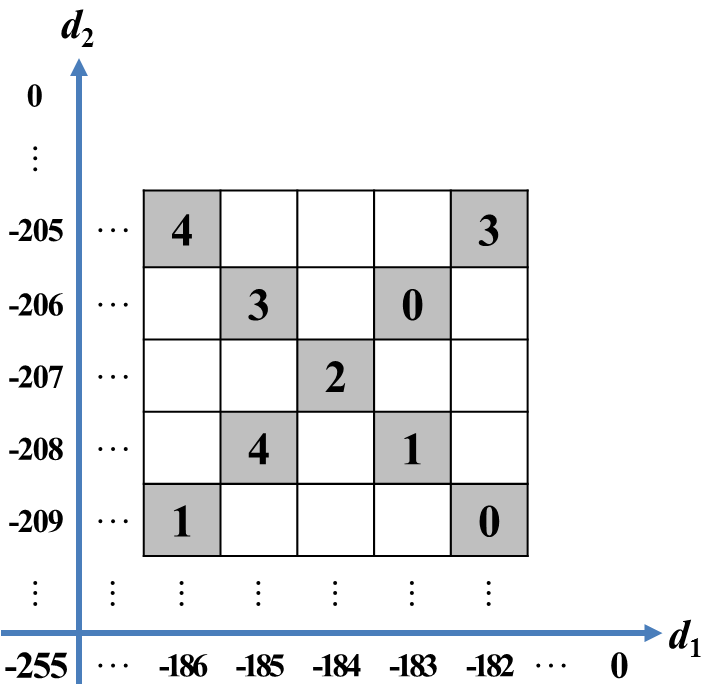 d2
0
⋮
-205 ··· 4 3
-206 ··· 3 0
-207 ··· 2
-208 ··· 4 1
-209 ··· 1 0
⋮ ⋮ ⋮ ⋮ ⋮ ⋮ ⋮
d1
-255 ··· -186 -185 -184 -183 -182 ··· 0